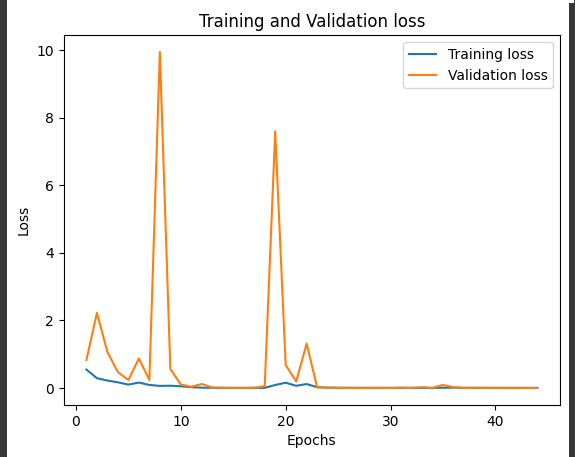 Training and Validation loss
Training loss
Validation loss
10
8
6
4
2
0
Loss
0
10
20
30
40
Epochs